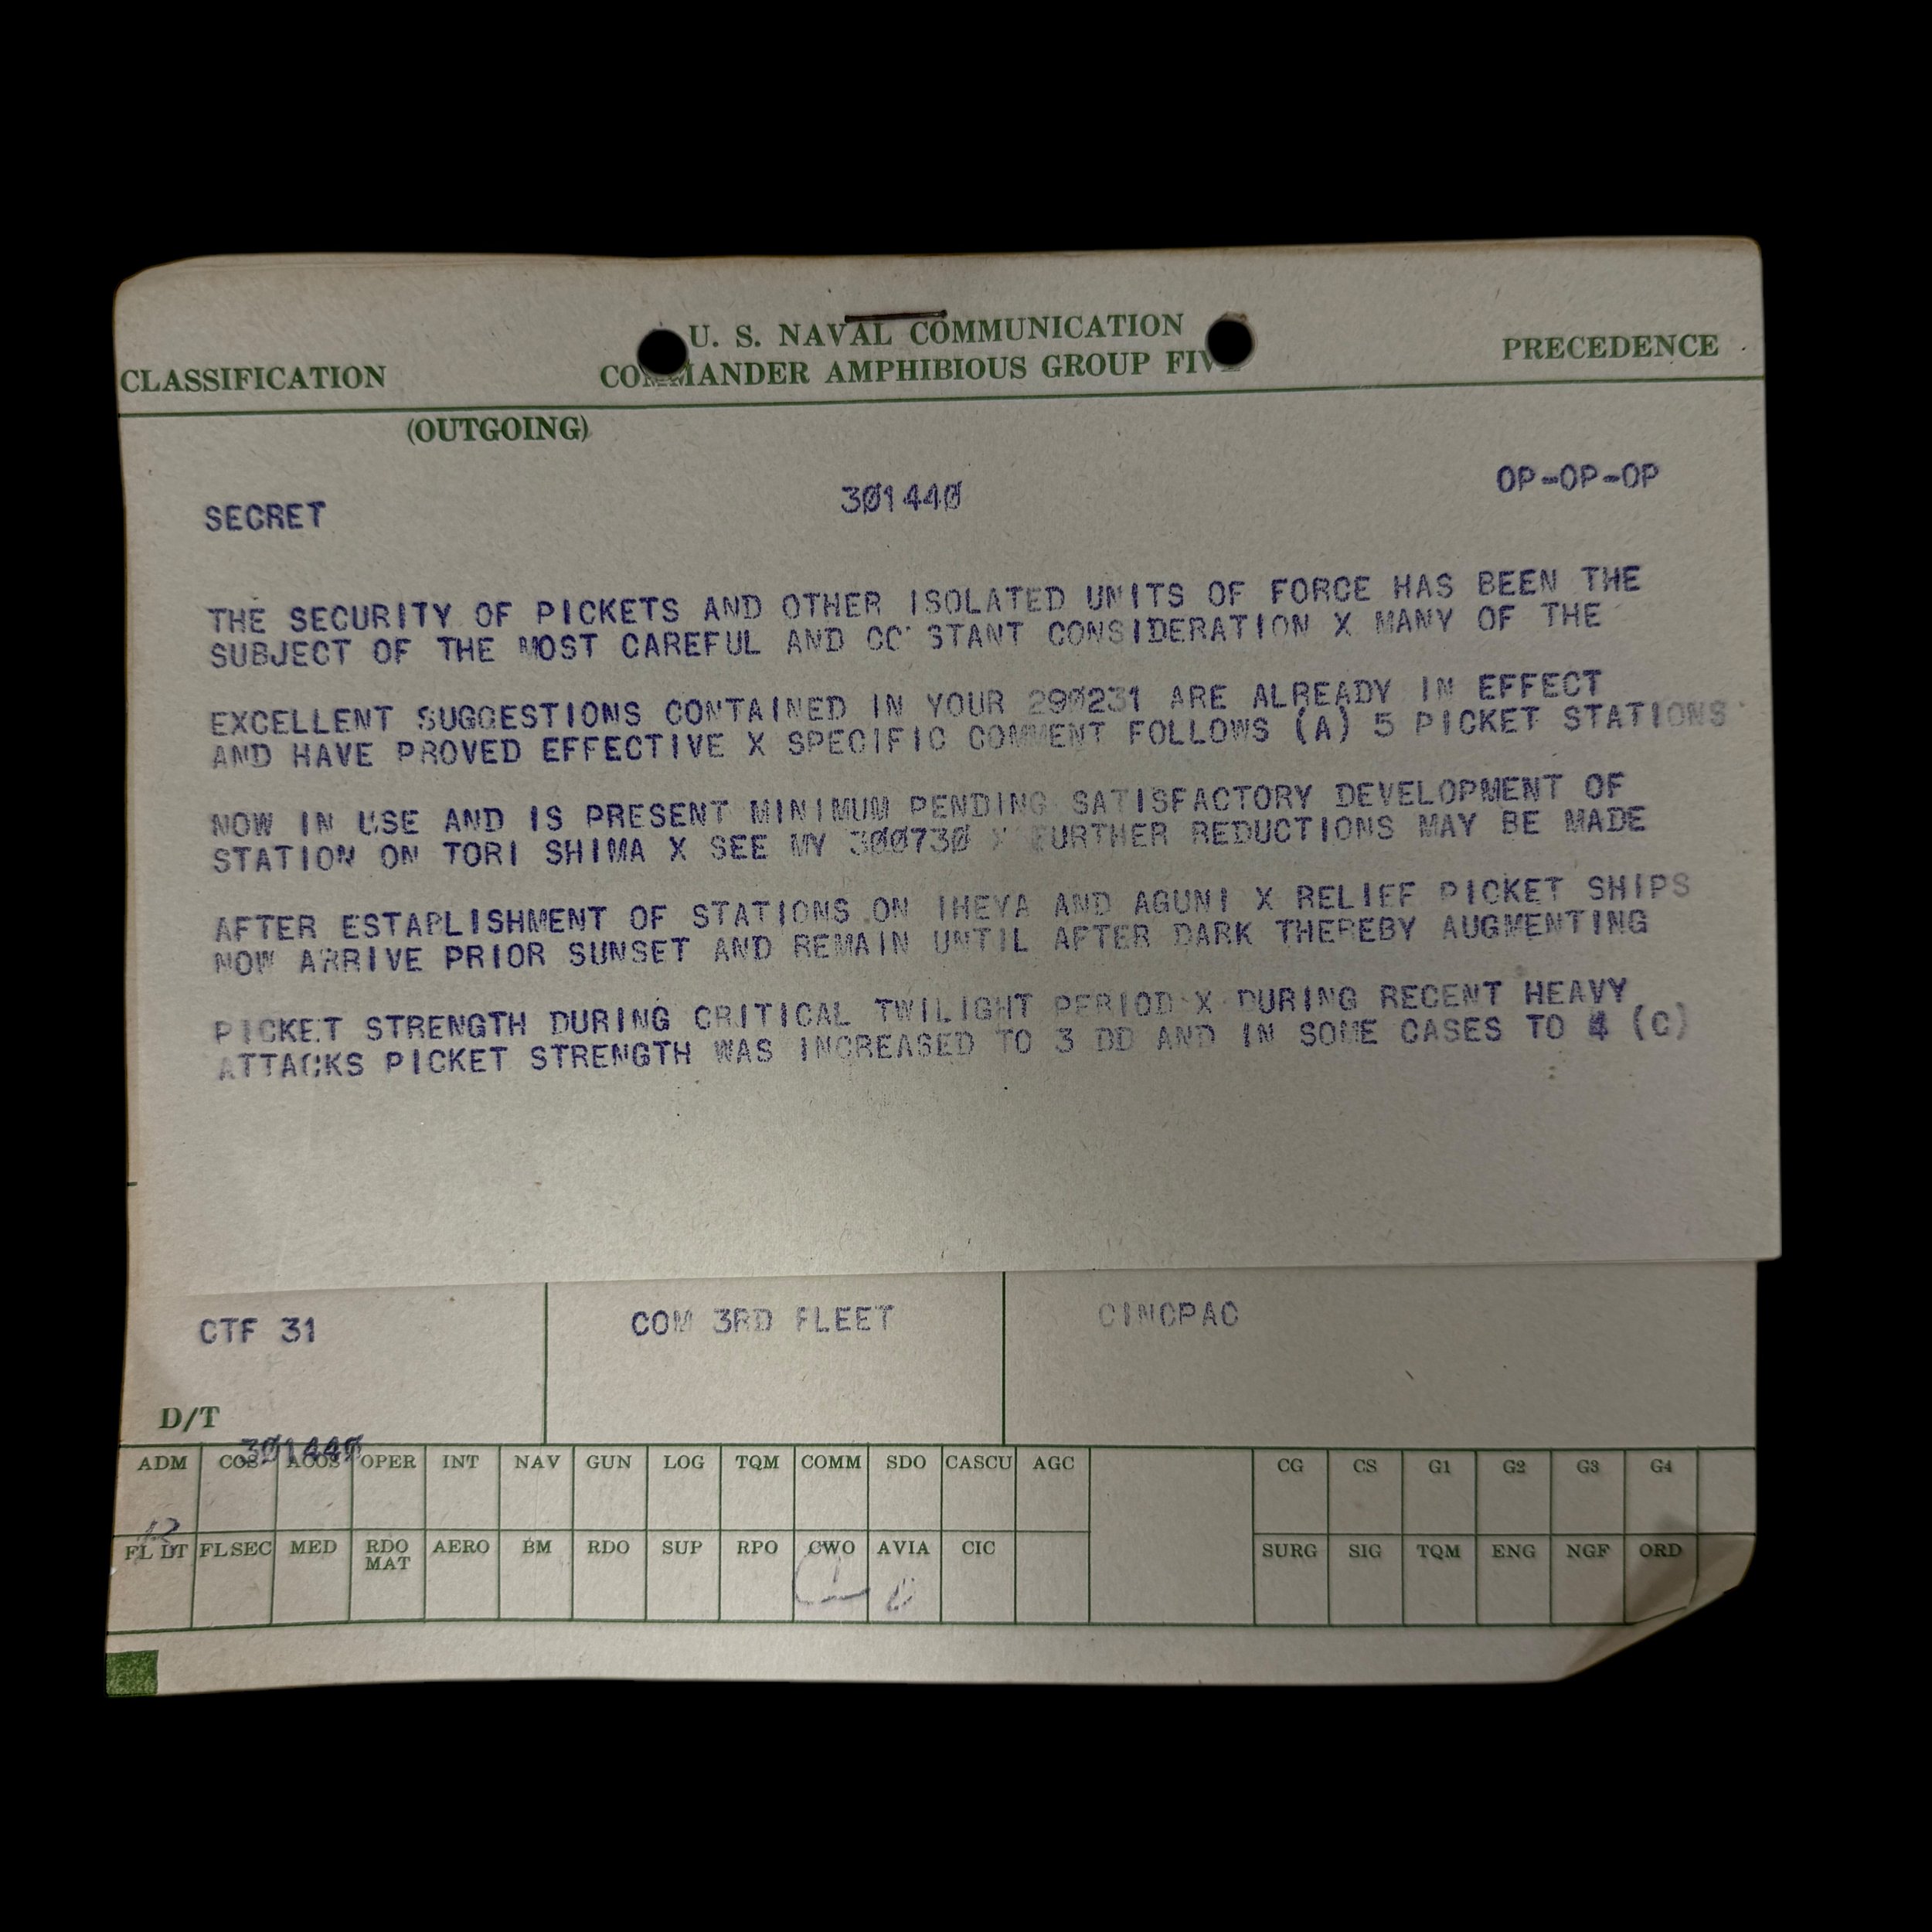 U. S. NAVAL COMMUNICATION
COMMANDER AMPHIBIOUS GROUP FIVE
CLASSIFICATION
PRECEDENCE
(OUTGOING)
SECRET 301440 OP-OP-OP
THE SECURITY OF PICKETS AND OTHER ISOLATED UNITS OF FORCE HAS BEEN THE
SUBJECT OF THE MOST CAREFUL AND CONSTANT CONSIDERATION X MANY OF THE
EXCELLENT SUGGESTIONS CONTAINED IN YOUR 290231 ARE ALREADY IN EFFECT
AND HAVE PROVED EFFECTIVE X SPECIFIC COMMENT FOLLOWS (A) 5 PICKET STATIONS
NOW IN USE AND IS PRESENT MINIMUM PENDING SATISFACTORY DEVELOPMENT OF
STATION ON TORI SHIMA X SEE MY 300730 X FURTHER REDUCTIONS MAY BE MADE
AFTER ESTABLISHMENT OF STATIONS ON IHEYA AND AGUNI X RELIEF PICKET SHIPS
NOW ARRIVE PRIOR SUNSET AND REMAIN UNTIL AFTER DARK THEREBY AUGMENTING
PICKET STRENGTH DURING CRITICAL TWILIGHT PERIOD X DURING RECENT HEAVY
ATTACKS PICKET STRENGTH WAS INCREASED TO 3 DD AND IN SOME CASES TO 4 (C)
CTF 31 COM 3RD FLEET CINCPAC
D/T
301440
ADM COS ACOS OPER INT NAV GUN LOG TQM COMM SDO CASCU AGC CG CS G1 G2 G3 G4
FL DT FL SEC MED RDO MAT AERO BM RDO SUP RPO CWO AVIA CIC SURG SIG TQM ENG NGF ORD